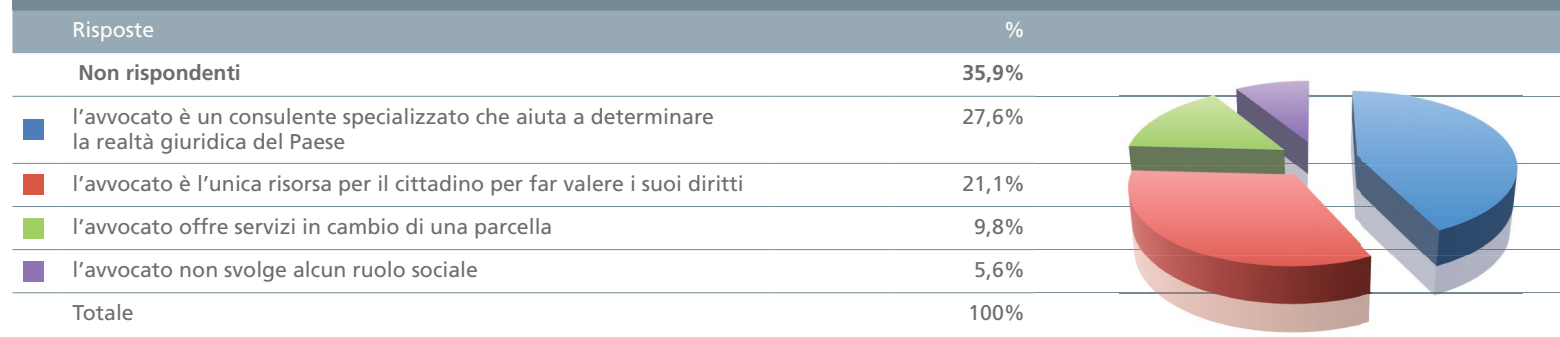 Risposte %
Non rispondenti 35,9%
l’avvocato è un consulente specializzato che aiuta a determinare 27,6%
la realtà giuridica del Paese
l’avvocato è l’unica risorsa per il cittadino per far valere i suoi diritti 21,1%
l’avvocato offre servizi in cambio di una parcella 9,8%
l’avvocato non svolge alcun ruolo sociale 5,6%
Totale 100%